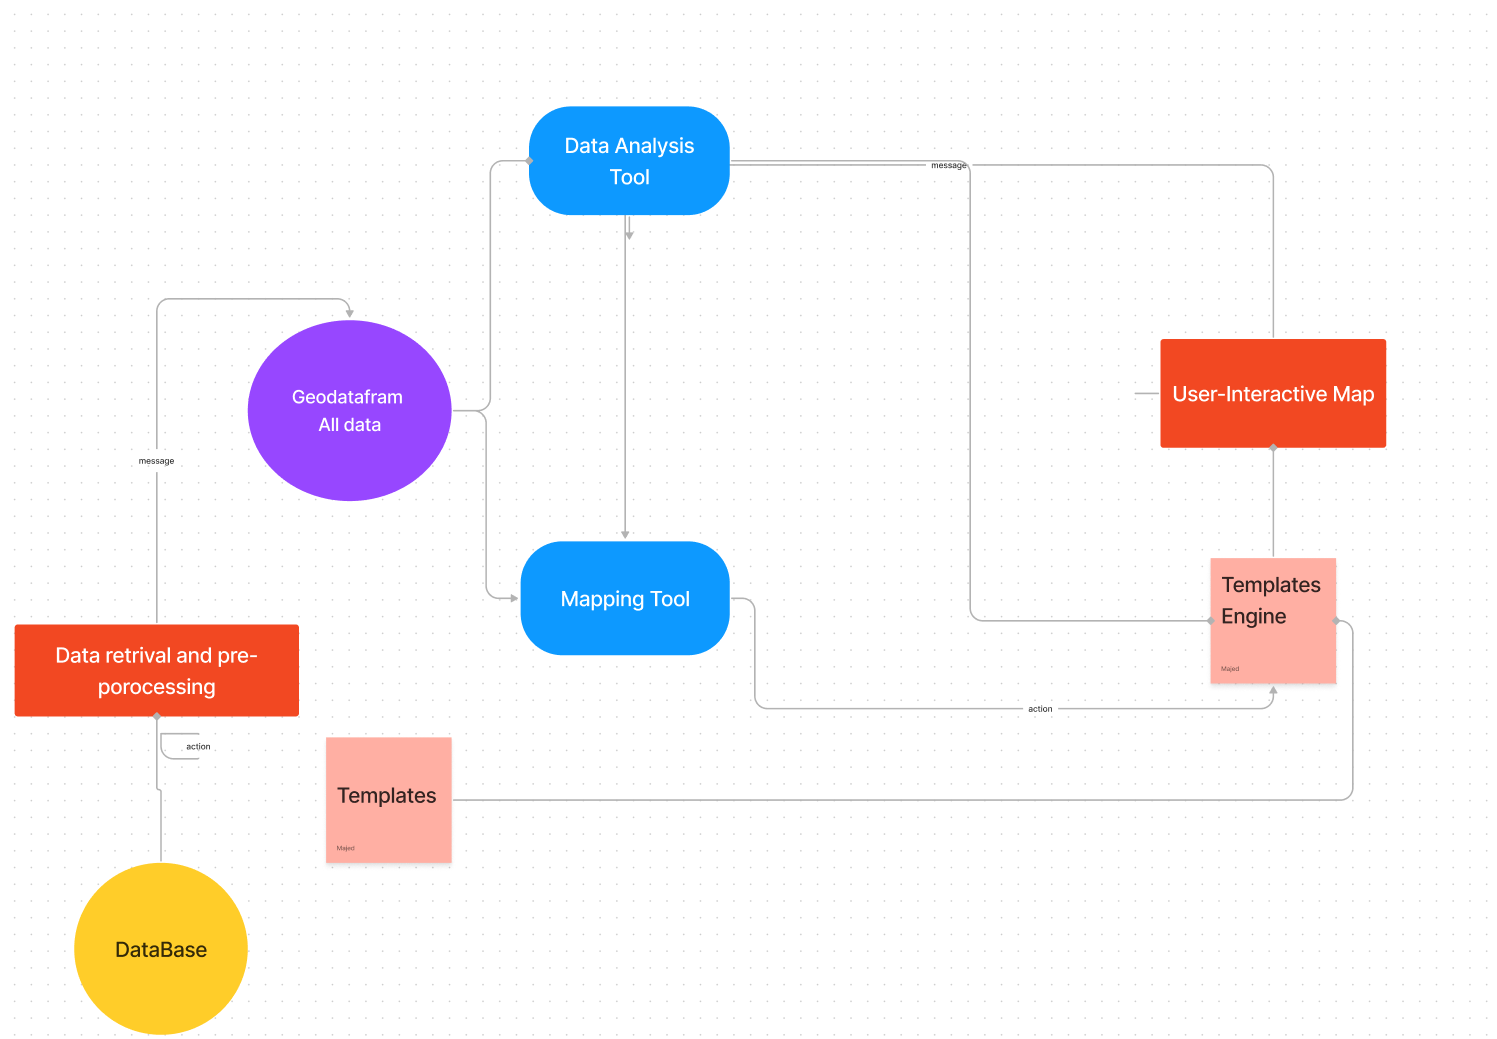 Data Analysis
Tool
message
Geodatafram
All data
User-Interactive Map
message
Mapping Tool
Templates
Engine
Majed
Data retrival and pre-
porocessing
action
action
Templates
Majed
DataBase